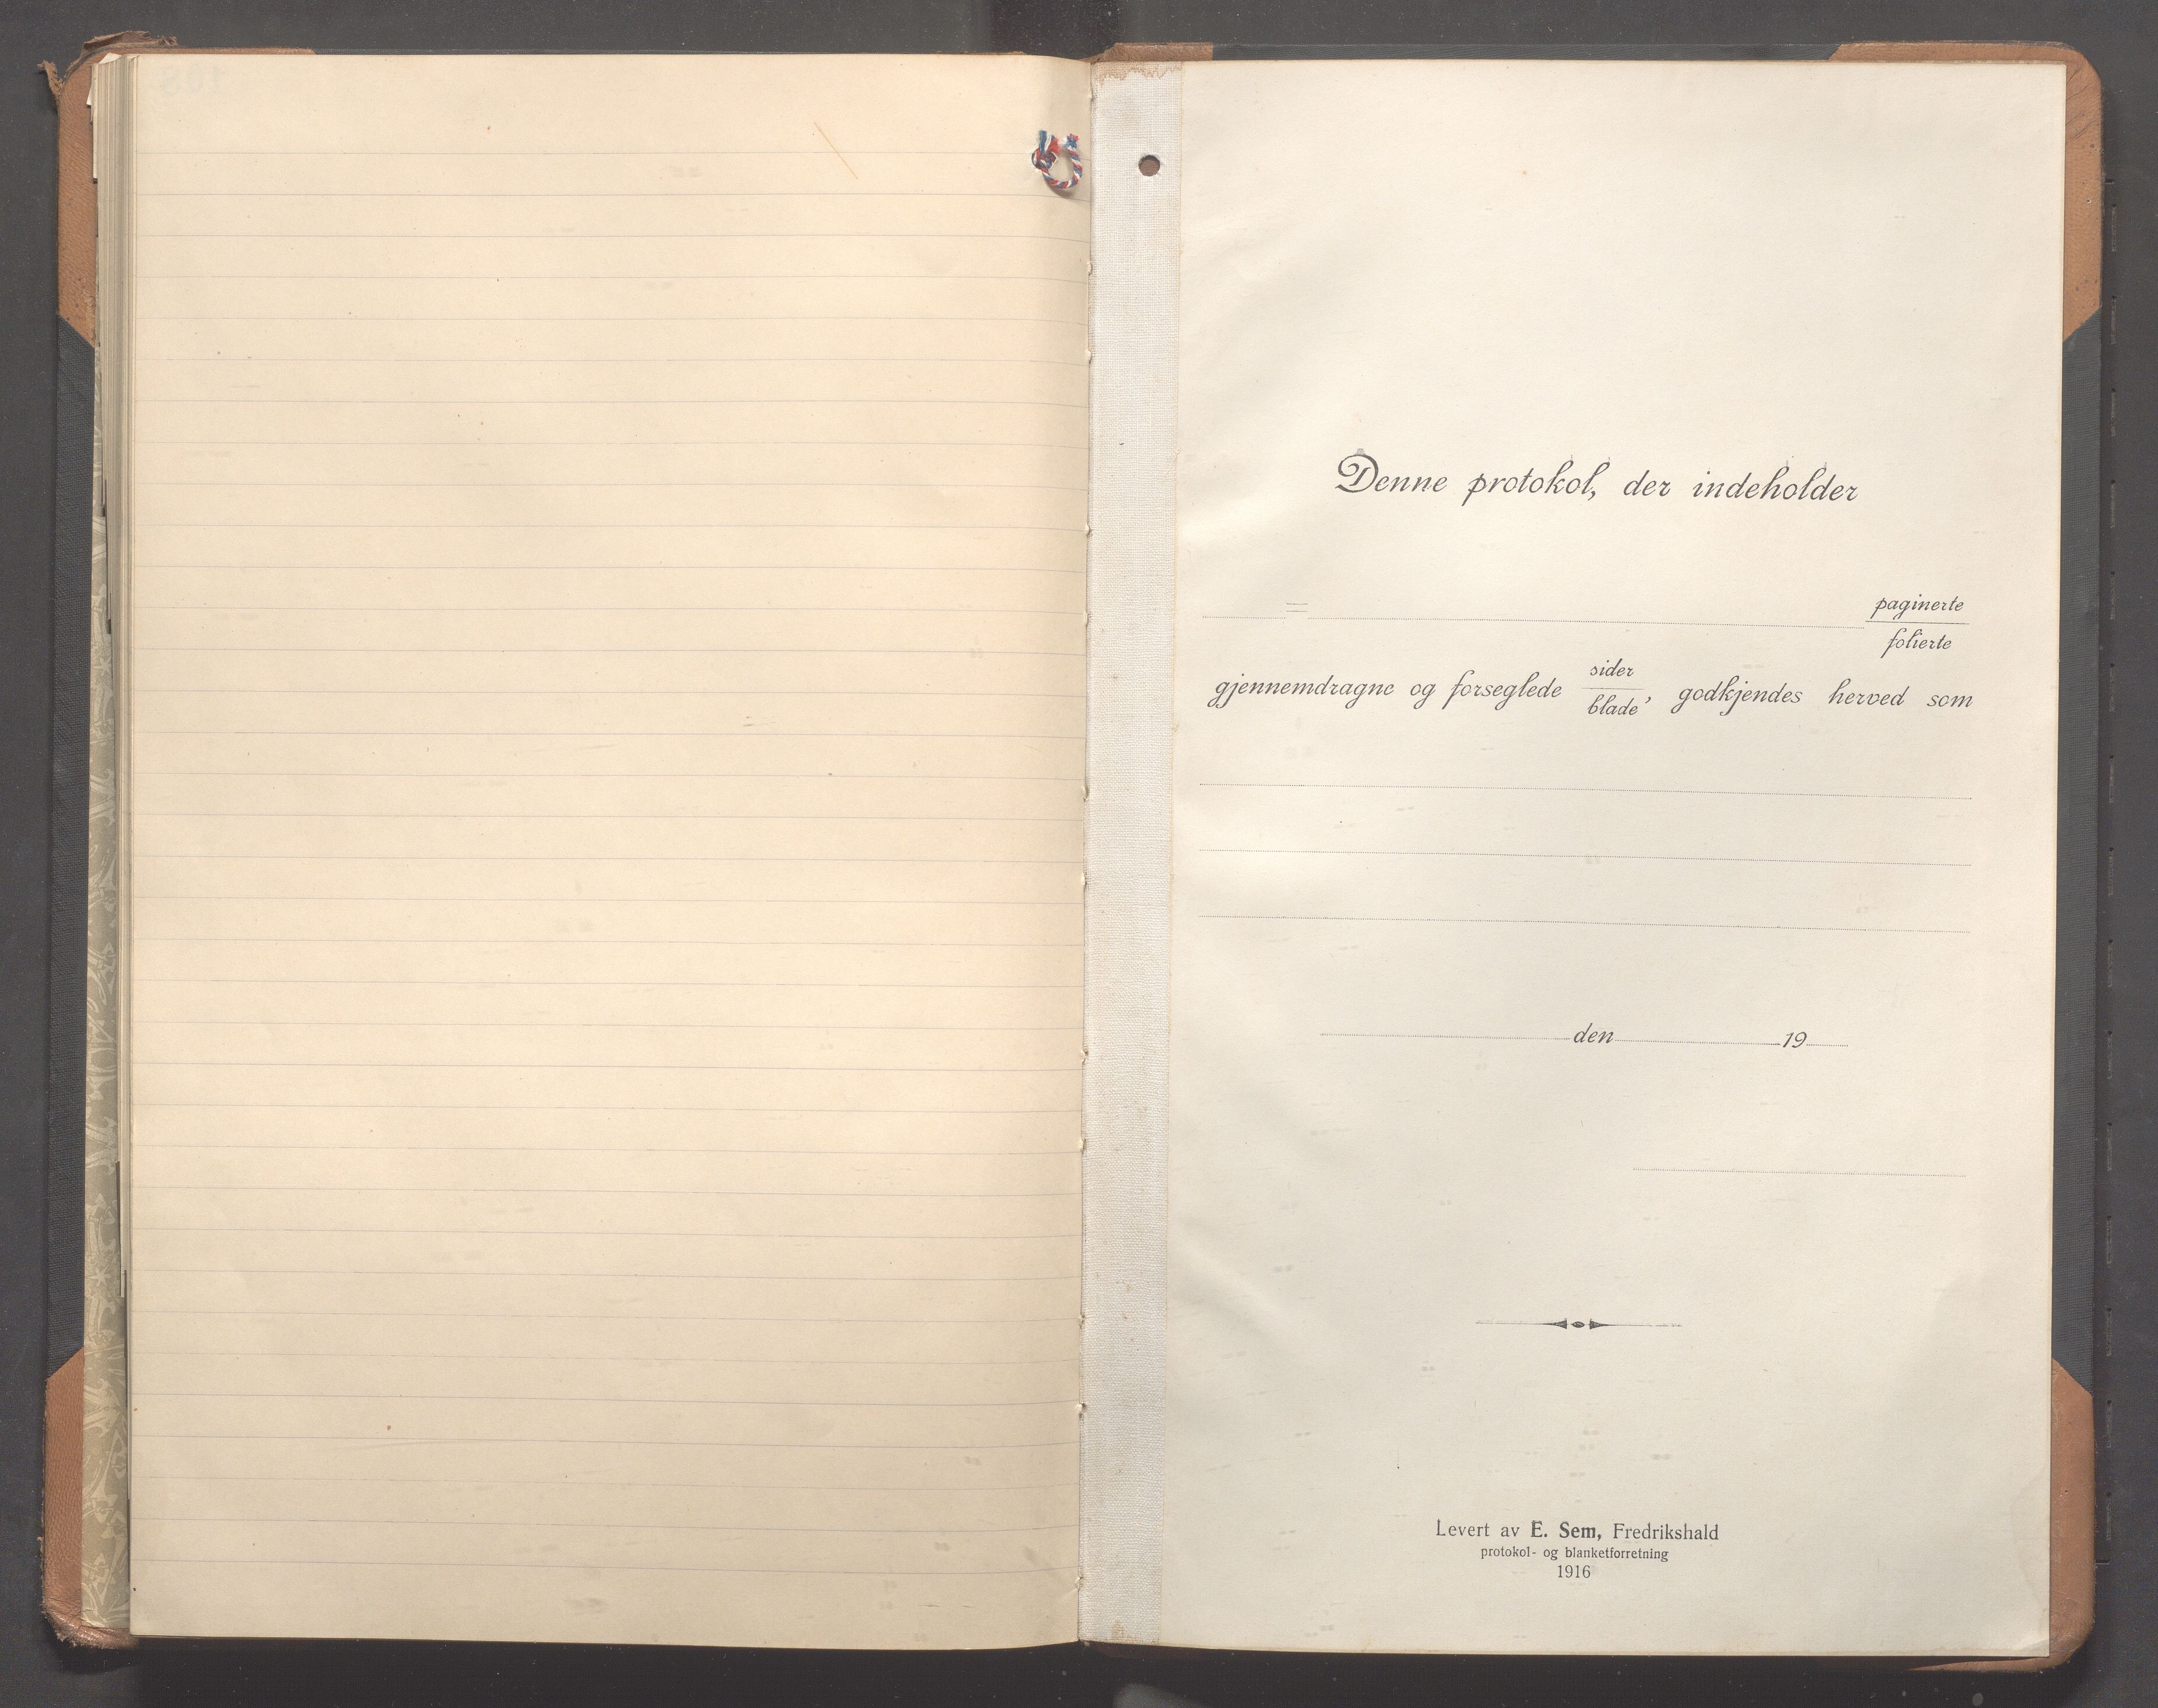 Denne protokol, der indeholder
= paginerte
folierte
gjennemdragne og forseglede sider
blade, godkjendes herved som
den 19
Levert av E. Sem, Fredrikshald
protokol- og blanketforretning
1916